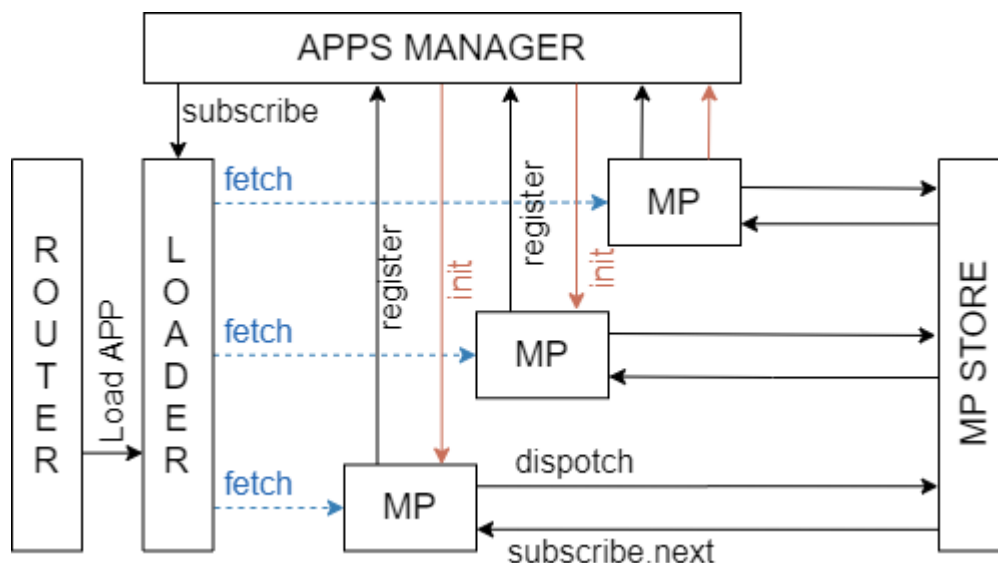 APPS MANAGER
subscribe
ROUTER
Load APP
LOADER
fetch
fetch
fetch
register
init
register
init
MP
MP
MP
dispotch
subscribe.next
MP STORE